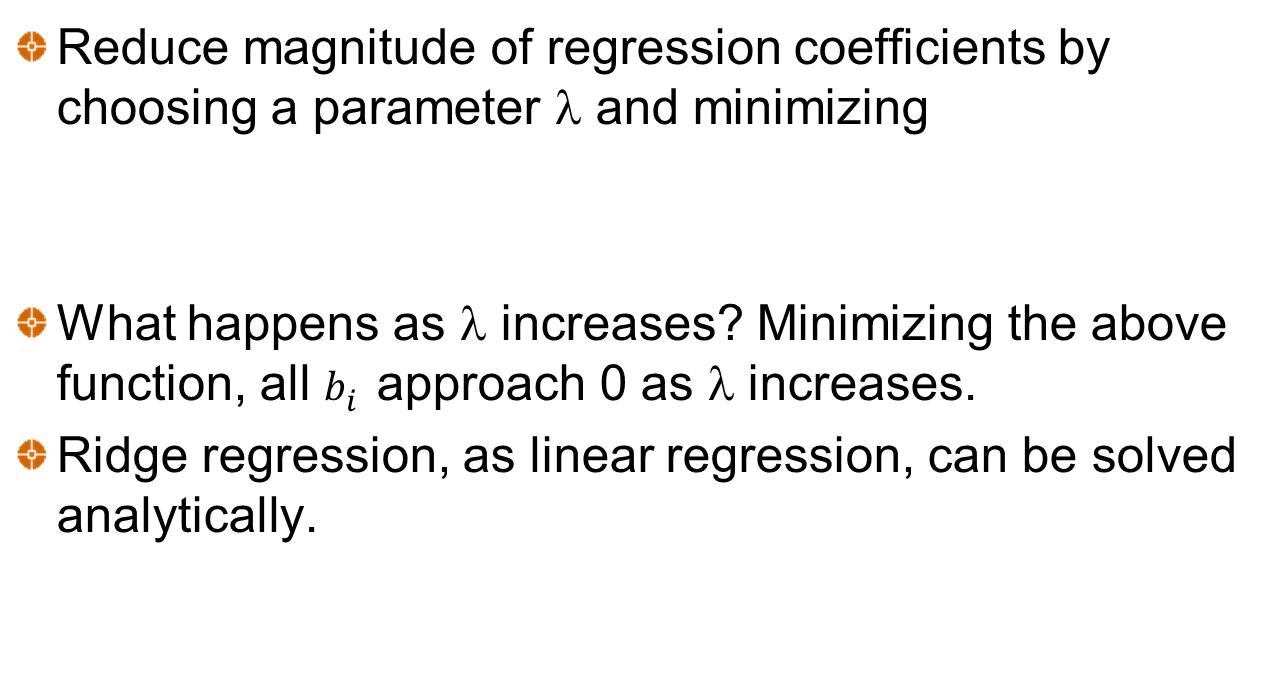 Reduce magnitude of regression coefficients by
choosing a parameter λ and minimizing
What happens as λ increases? Minimizing the above
function, all bᵢ approach 0 as λ increases.
Ridge regression, as linear regression, can be solved
analytically.